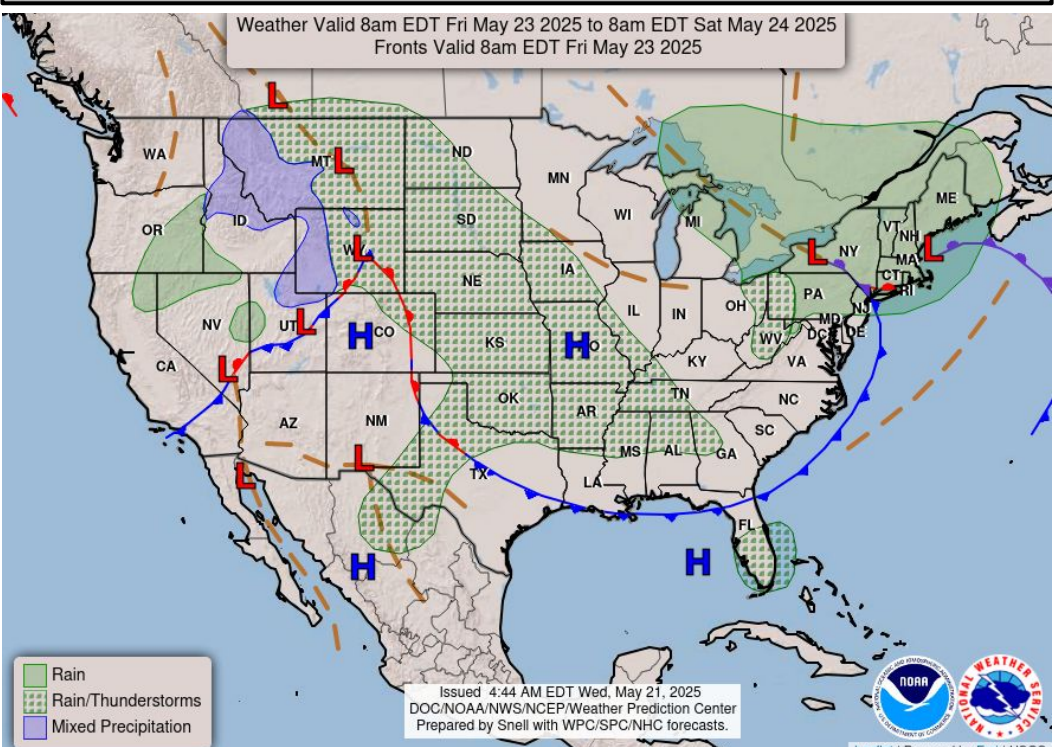 Weather Valid 8am EDT Fri May 23 2025 to 8am EDT Sat May 24 2025
Fronts Valid 8am EDT Fri May 23 2025
L
WA
MT
L
ND
MN
ME
OR
ID
SD
WI
MI
VT
NH
L
L
NY
L
MA
CT
RI
NE
IA
PA
NJ
OH
IL
IN
MD
DE
DC
WV
VA
NV
UT
L
H
CO
KS
H
KY
CA
L
AZ
NM
OK
AR
TN
NC
SC
MS
AL
GA
L
L
TX
LA
FL
H
H
Rain
Rain/Thunderstorms
Mixed Precipitation
Issued 4:44 AM EDT Wed, May 21, 2025
DOC/NOAA/NWS/NCEP/Weather Prediction Center
Prepared by Snell with WPC/SPC/NHC forecasts.
NOAA
NATIONAL WEATHER SERVICE